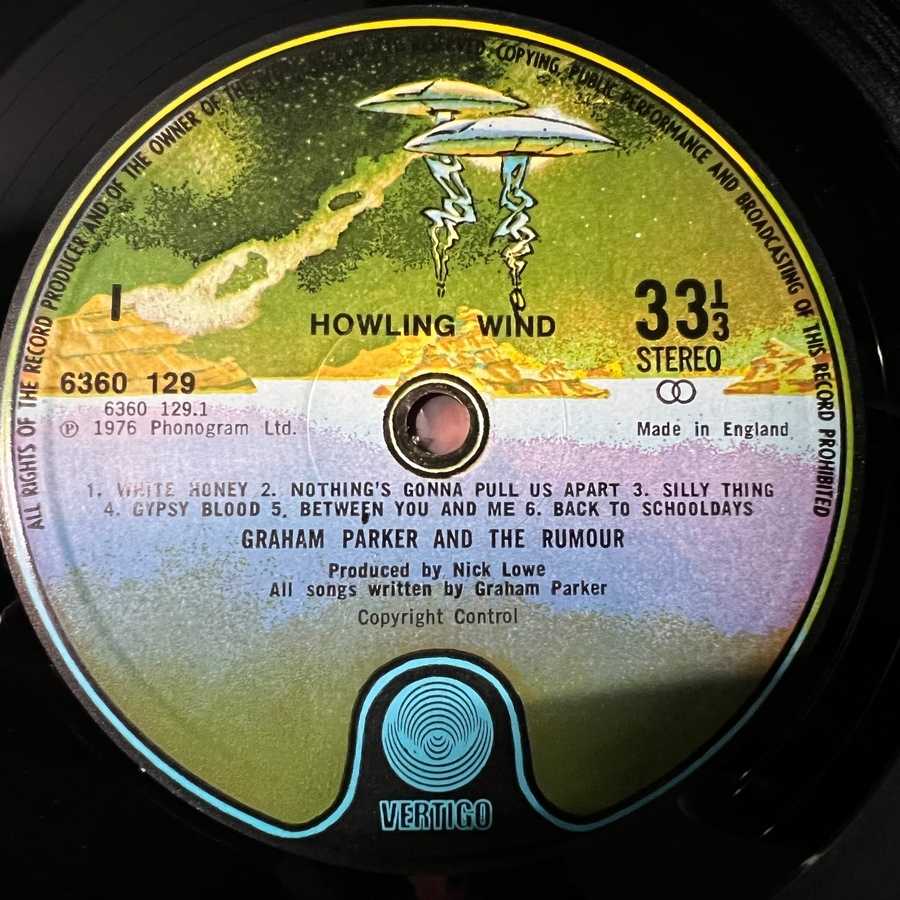 ALL RIGHTS OF THE RECORD PRODUCER AND OF THE OWNER OF THE RESERVED. COPYING, PUBLIC PERFORMANCE AND BROADCASTING OF THIS RECORD PROHIBITED
I
HOWLING WIND
33⅓
STEREO
6360 129
6360 129.1
℗ 1976 Phonogram Ltd.
Made in England
1. WHITE HONEY 2. NOTHING'S GONNA PULL US APART 3. SILLY THING
4. GYPSY BLOOD 5. BETWEEN YOU AND ME 6. BACK TO SCHOOLDAYS
GRAHAM PARKER AND THE RUMOUR
Produced by Nick Lowe
All songs written by Graham Parker
Copyright Control
VERTIGO